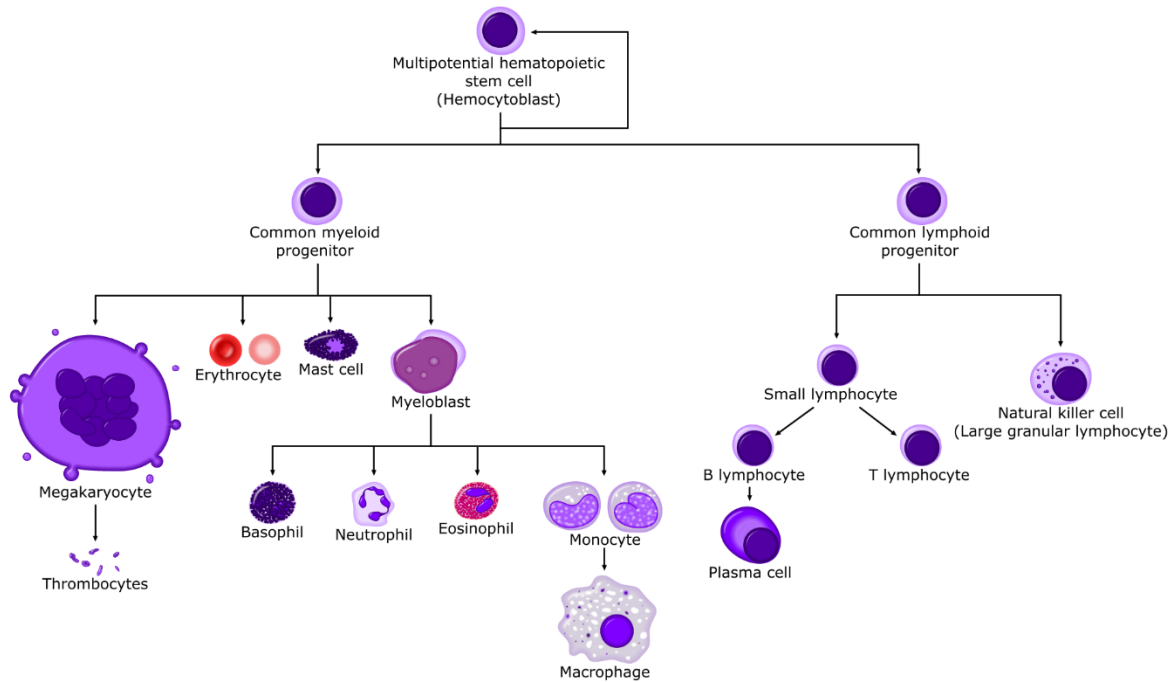 Multipotential hematopoietic
stem cell
(Hemocytoblast)
Common myeloid
progenitor
Common lymphoid
progenitor
Megakaryocyte
Thrombocytes
Erythrocyte
Mast cell
Myeloblast
Basophil
Neutrophil
Eosinophil
Monocyte
Macrophage
Small lymphocyte
Natural killer cell
(Large granular lymphocyte)
B lymphocyte
T lymphocyte
Plasma cell